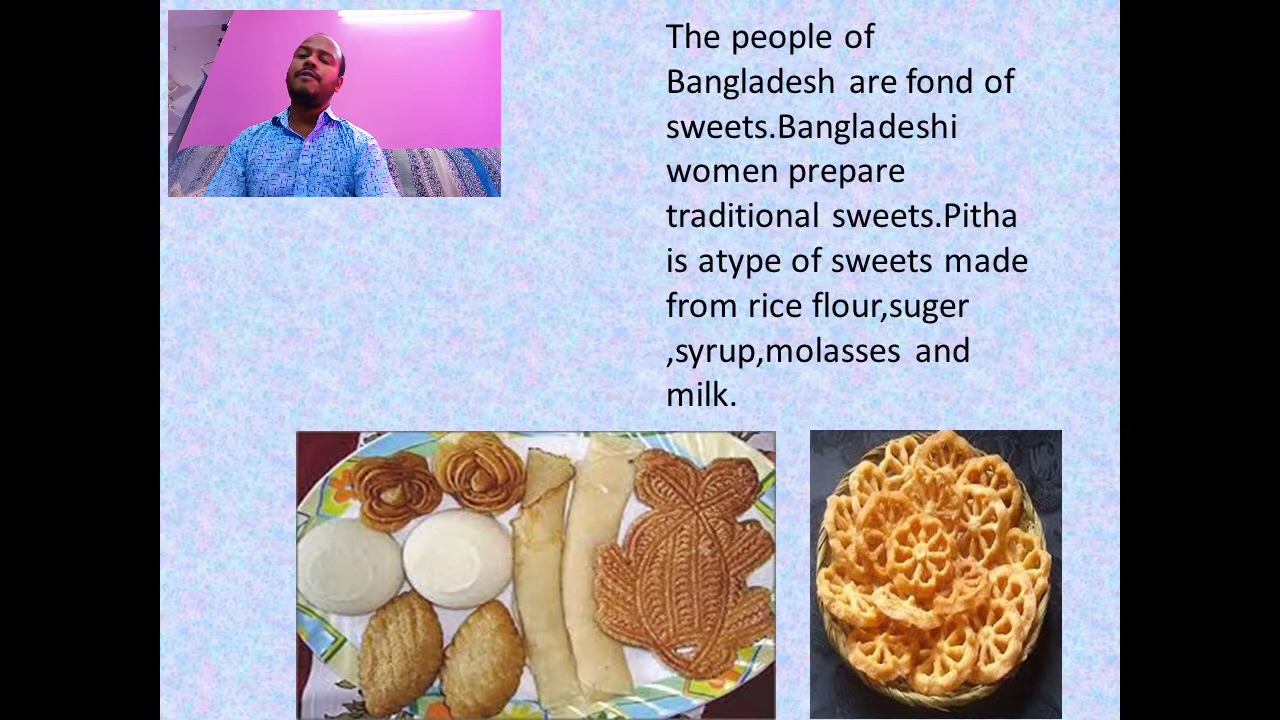 The people of
Bangladesh are fond of
sweets.Bangladeshi
women prepare
traditional sweets.Pitha
is atype of sweets made
from rice flour,suger
,syrup,molasses and
milk.